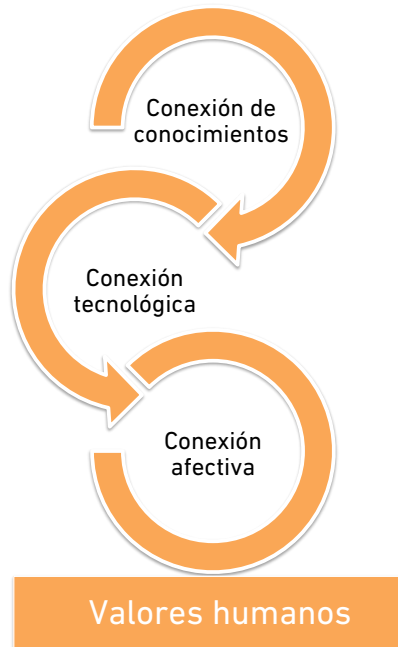 Conexión de
conocimientos
Conexión
tecnológica
Conexión
afectiva
Valores humanos